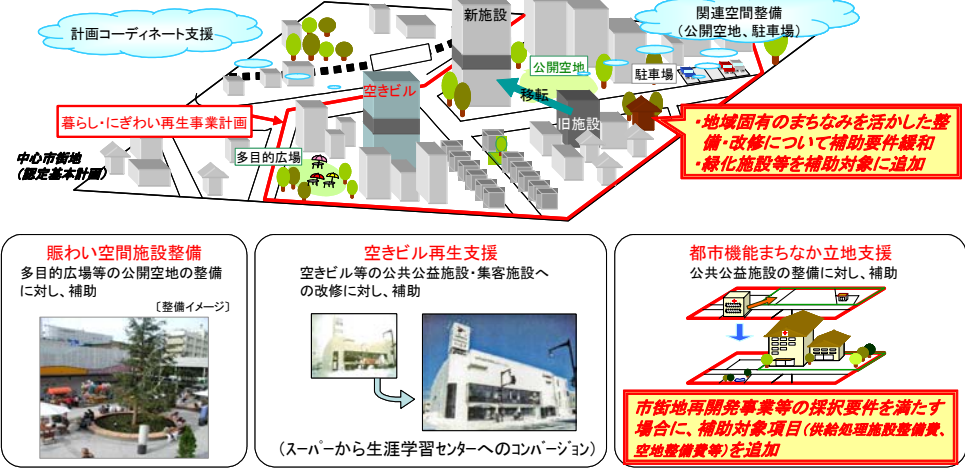 計画コーディネート支援
新施設
関連空間整備
(公開空地、駐車場)
公開空地
駐車場
空きビル
移転
旧施設
暮らし・にぎわい再生事業計画
・地域固有のまちなみを活かした整
備・改修について補助要件緩和
・緑化施設等を補助対象に追加
中心市街地
(認定基本計画)
多目的広場
賑わい空間施設整備
多目的広場等の公開空地の整備
に対し、補助
〔整備イメージ〕
空きビル再生支援
空きビル等の公共公益施設・集客施設へ
の改修に対し、補助
(スーパーから生涯学習センターへのコンバージョン)
都市機能まちなか立地支援
公共公益施設の整備に対し、補助
市街地再開発事業等の採択要件を満たす
場合に、補助対象項目(供給処理施設整備費、
空地整備費等)を追加